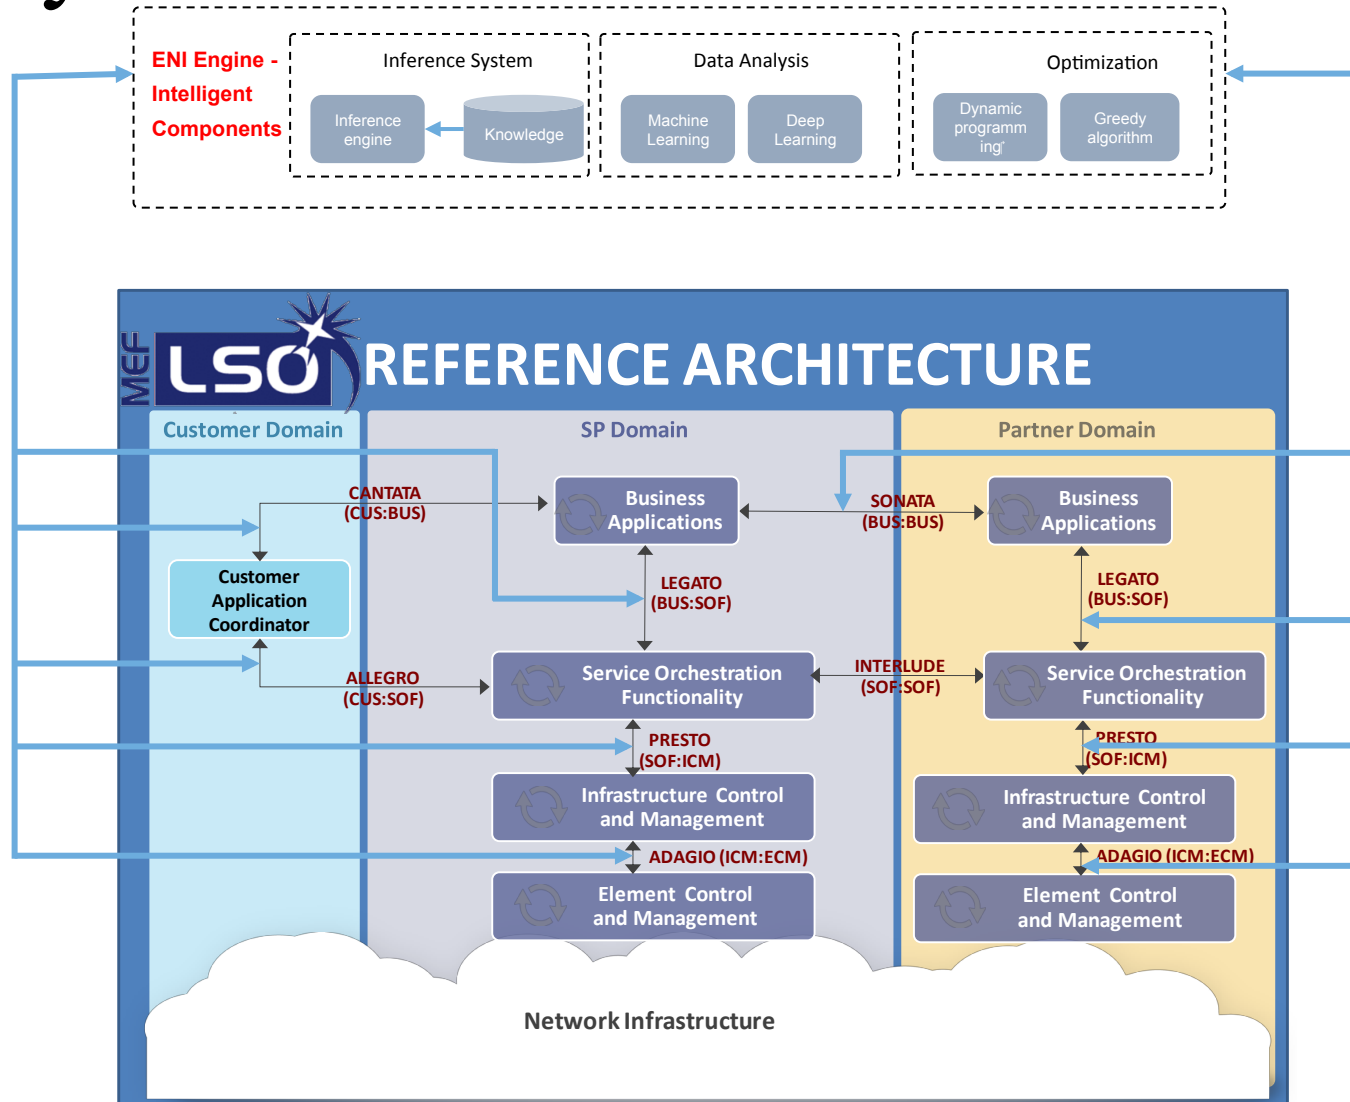 y
ENI Engine -
Intelligent
Components
Inference System
Inference
engine
Knowledge
Data Analysis
Machine
Learning
Deep
Learning
Optimization
Dynamic
programm
ing
Greedy
algorithm
MEF
LSO
REFERENCE ARCHITECTURE
Customer Domain
SP Domain
Partner Domain
CANTATA
(CUS:BUS)
Business
Applications
SONATA
(BUS:BUS)
Business
Applications
Customer
Application
Coordinator
LEGATO
(BUS:SOF)
LEGATO
(BUS:SOF)
ALLEGRO
(CUS:SOF)
Service Orchestration
Functionality
INTERLUDE
(SOF:SOF)
Service Orchestration
Functionality
PRESTO
(SOF:ICM)
PRESTO
(SOF:ICM)
Infrastructure Control
and Management
Infrastructure Control
and Management
ADAGIO (ICM:ECM)
ADAGIO (ICM:ECM)
Element Control
and Management
Element Control
and Management
Network Infrastructure